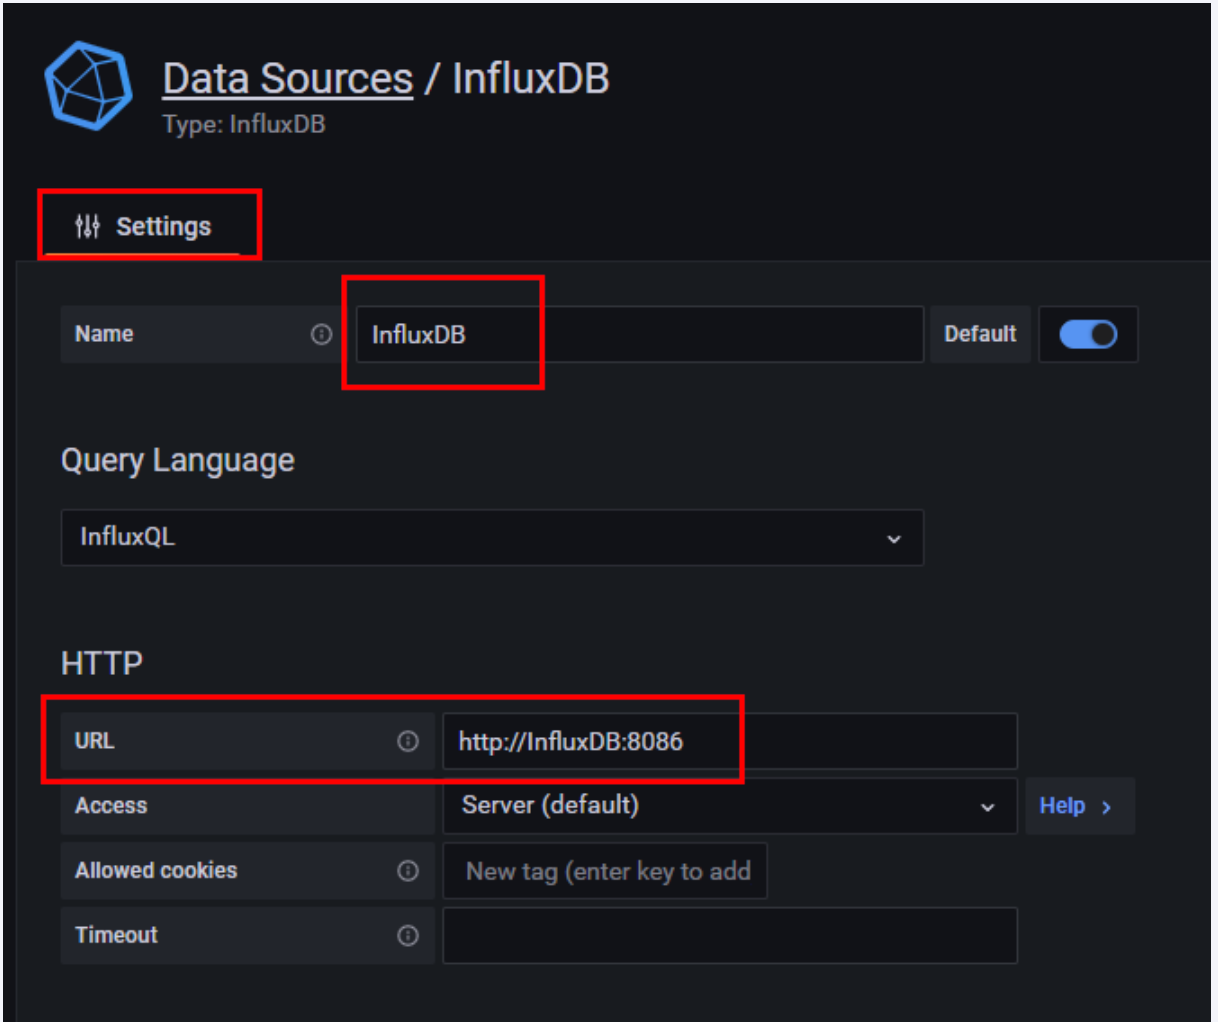 Data Sources / InfluxDB
Type: InfluxDB
Settings
Name InfluxDB Default
Query Language
InfluxQL
HTTP
URL http://InfluxDB:8086
Access Server (default) Help >
Allowed cookies New tag (enter key to add
Timeout